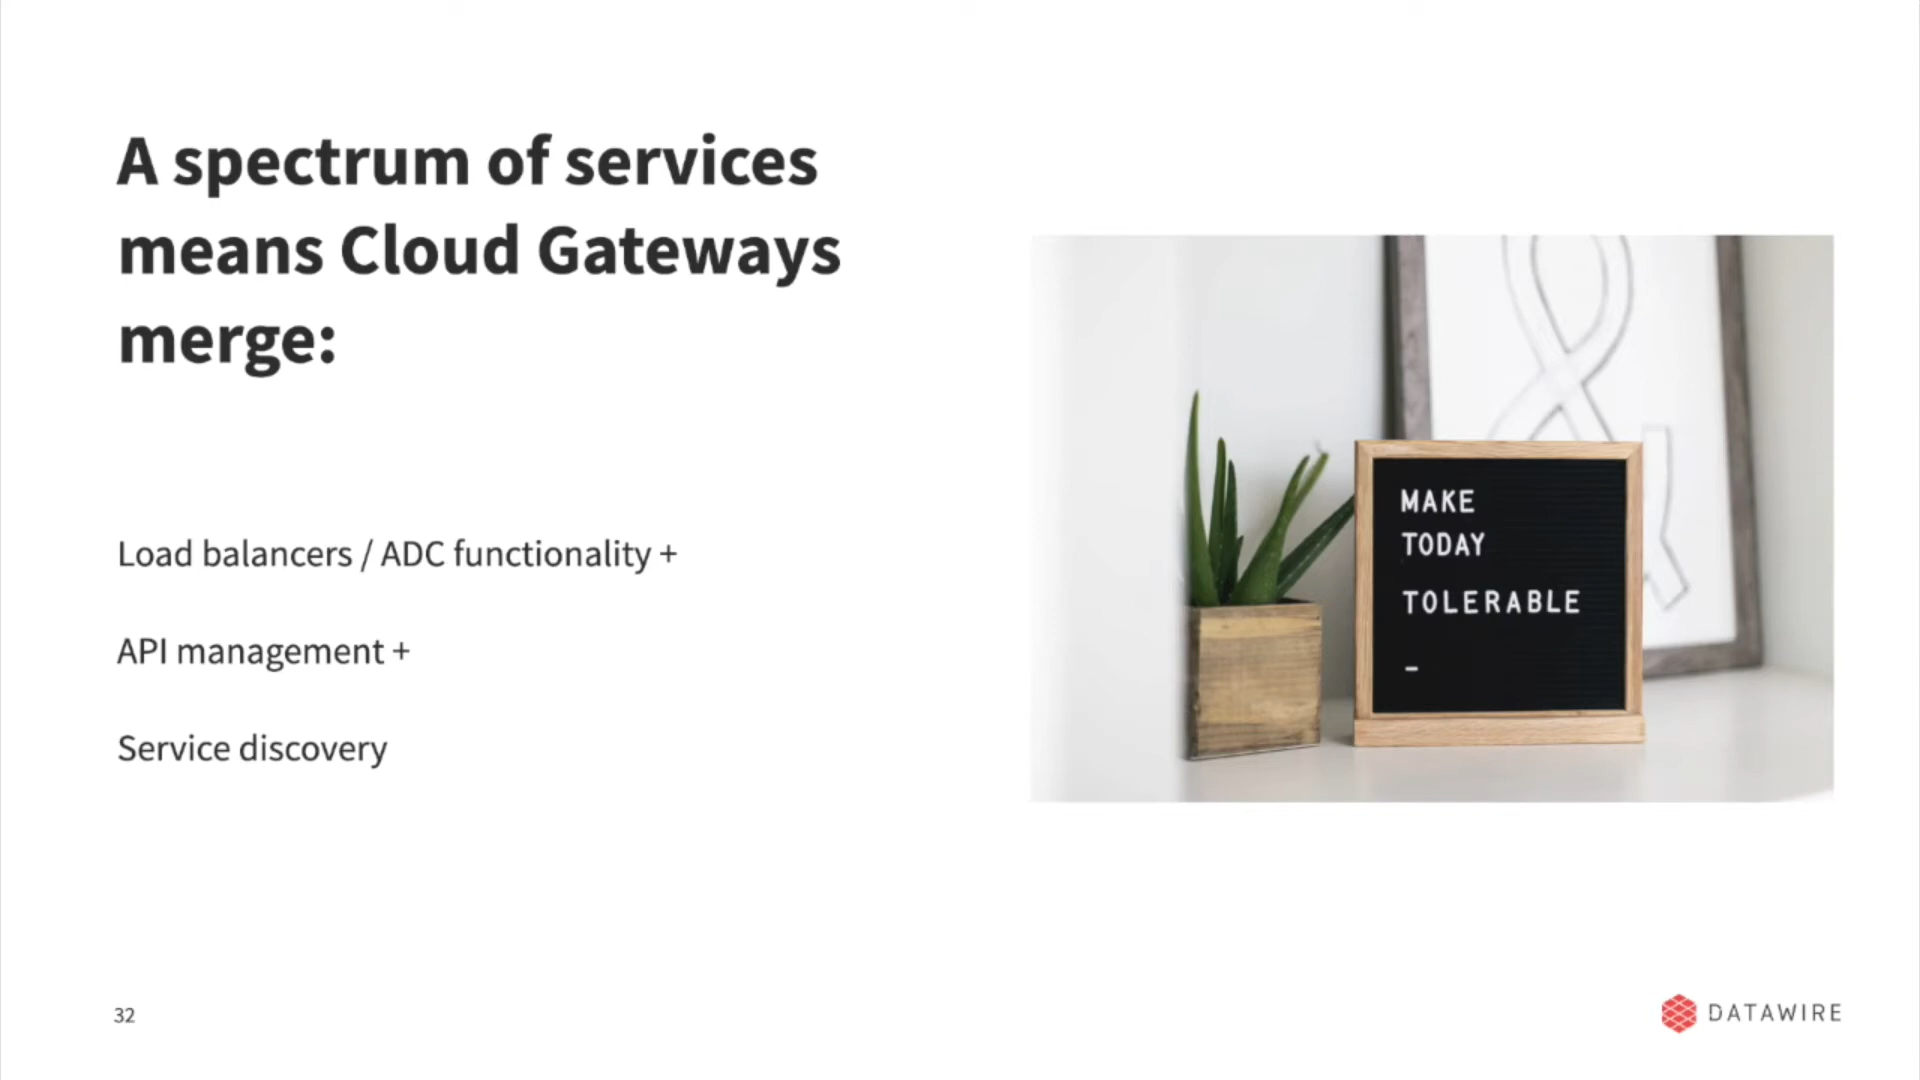 A spectrum of services
means Cloud Gateways
merge:
Load balancers / ADC functionality +
API management +
Service discovery
MAKE
TODAY
TOLERABLE
-
32
DATAWIRE